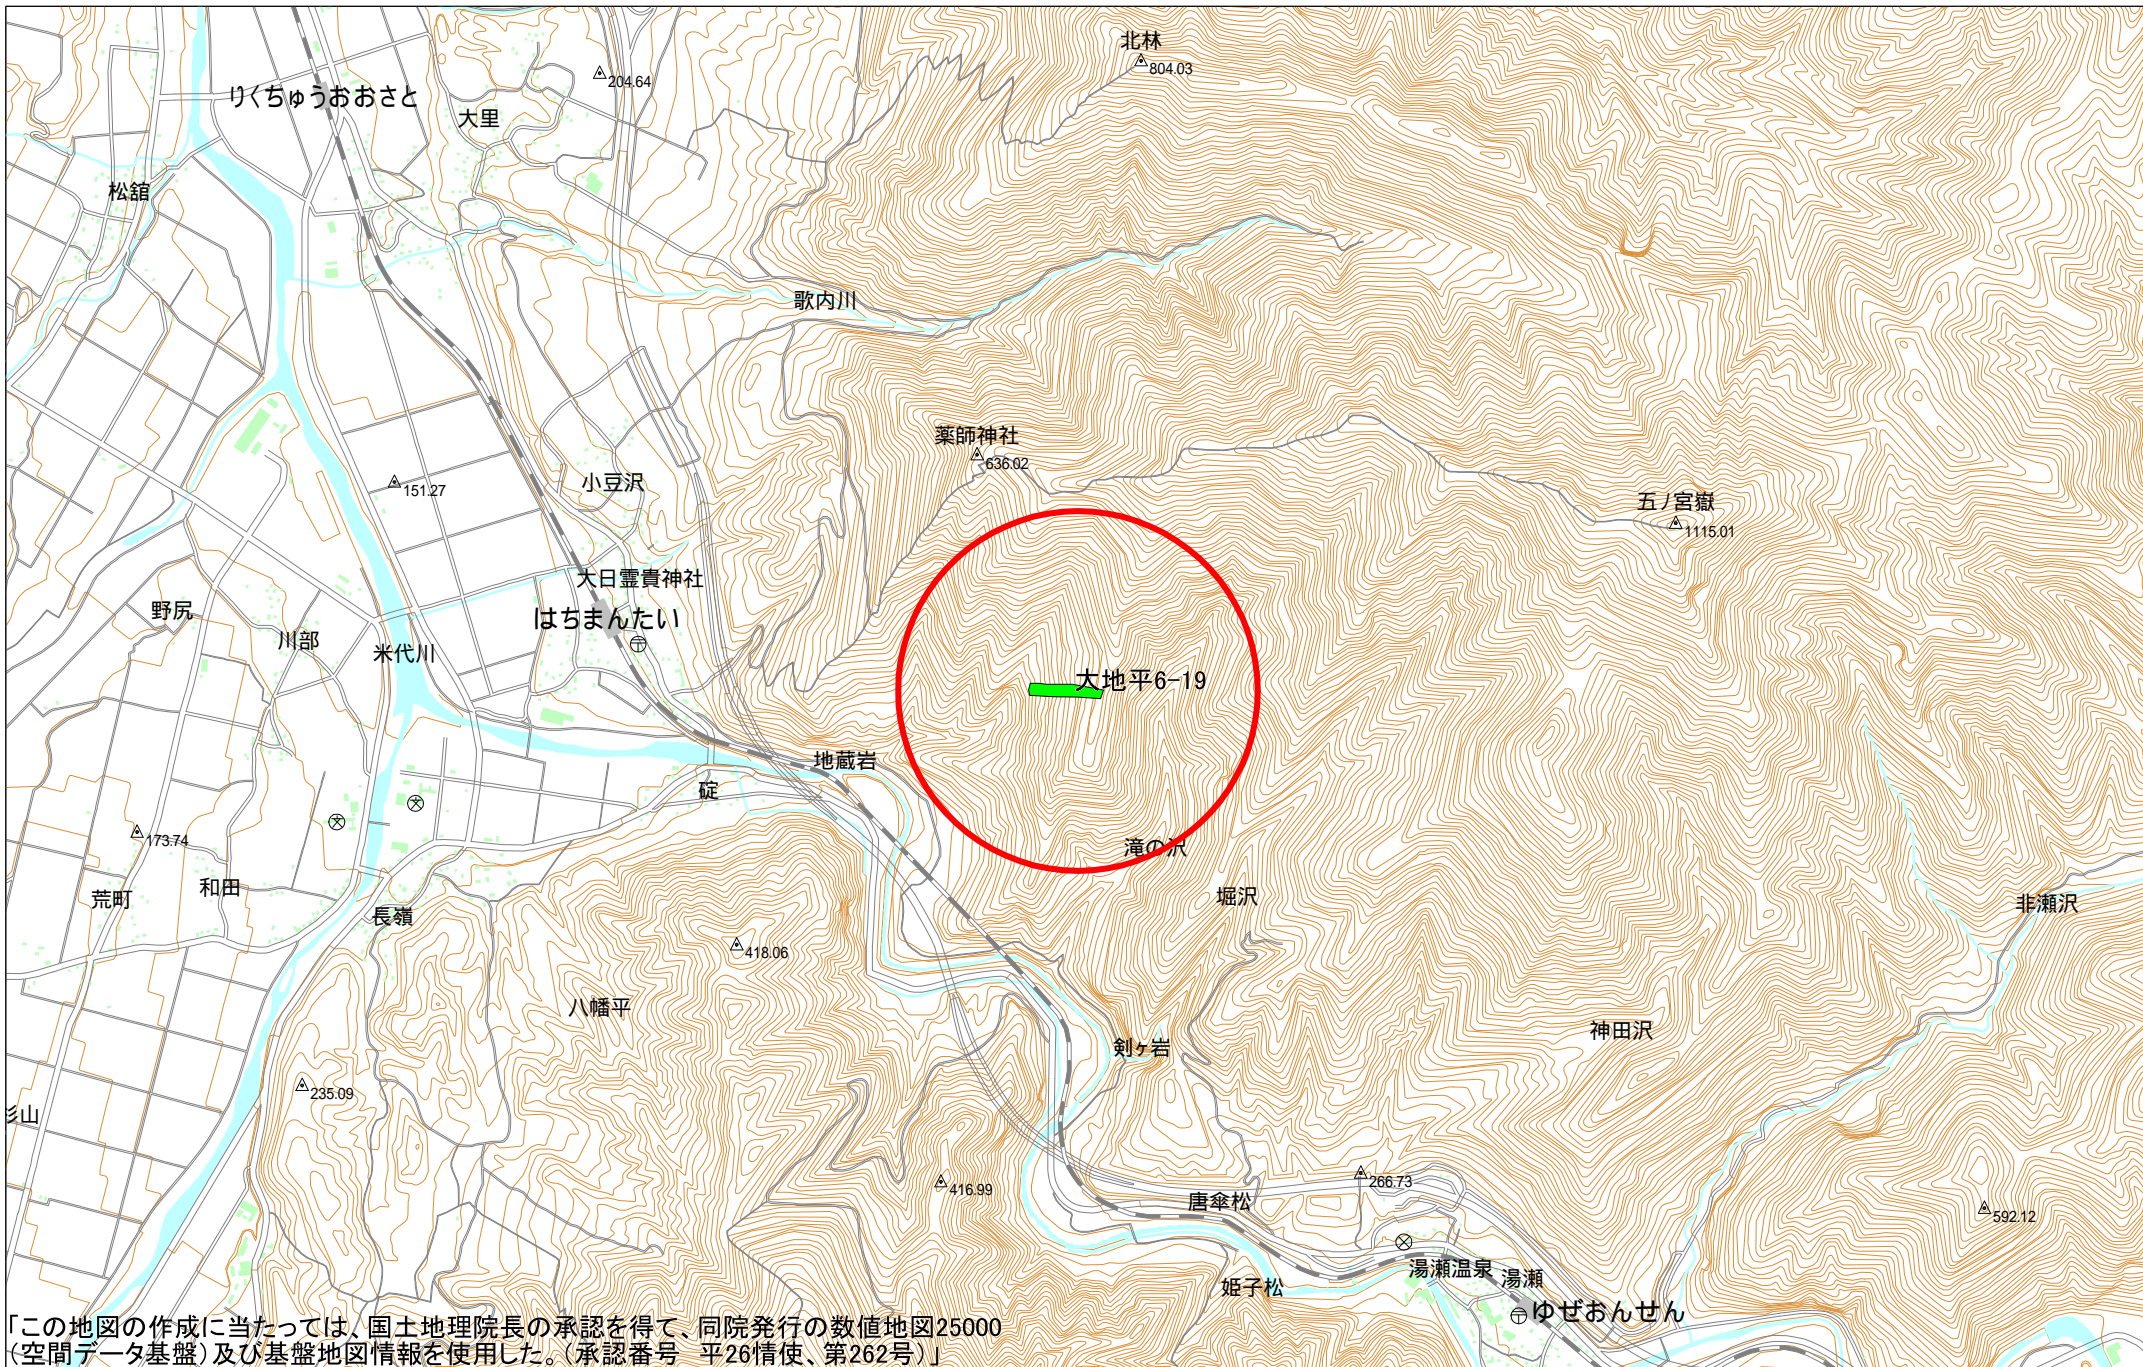 北林
804.03
りくちゅうおおさと
204.64
大里
松舘
歌内川
薬師神社
636.02
小豆沢
151.27
五ノ宮嶽
1115.01
大日霊貴神社
はちまんたい
野尻
川部
米代川
大地平6-19
地蔵岩
碇
173.74
滝の沢
荒町
和田
長嶺
堀沢
非瀬沢
418.06
八幡平
神田沢
剣ヶ岩
235.09
杉山
416.99
唐傘松
266.73
592.12
湯瀬温泉
湯瀬
姫子松
ゆぜおんせん
「この地図の作成に当たっては、国土地理院長の承認を得て、同院発行の数値地図25000
(空間データ基盤)及び基盤地図情報を使用した。(承認番号　平26情使、第262号)」